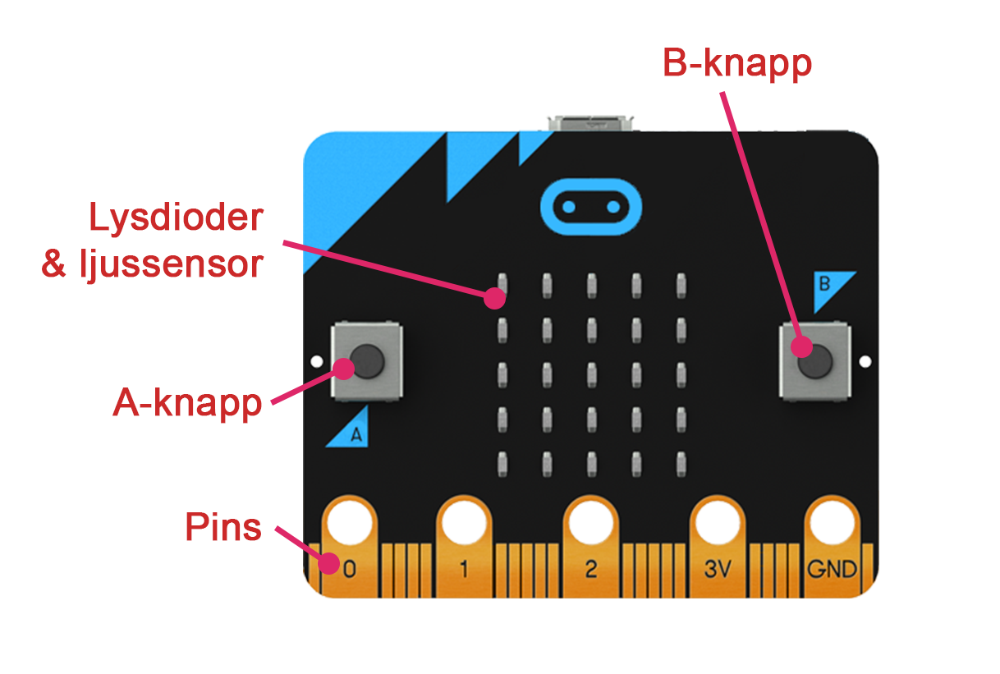 B-knapp
Lysdioder
& ljussensor
B
A-knapp
A
Pins
0
1
2
3V
GND